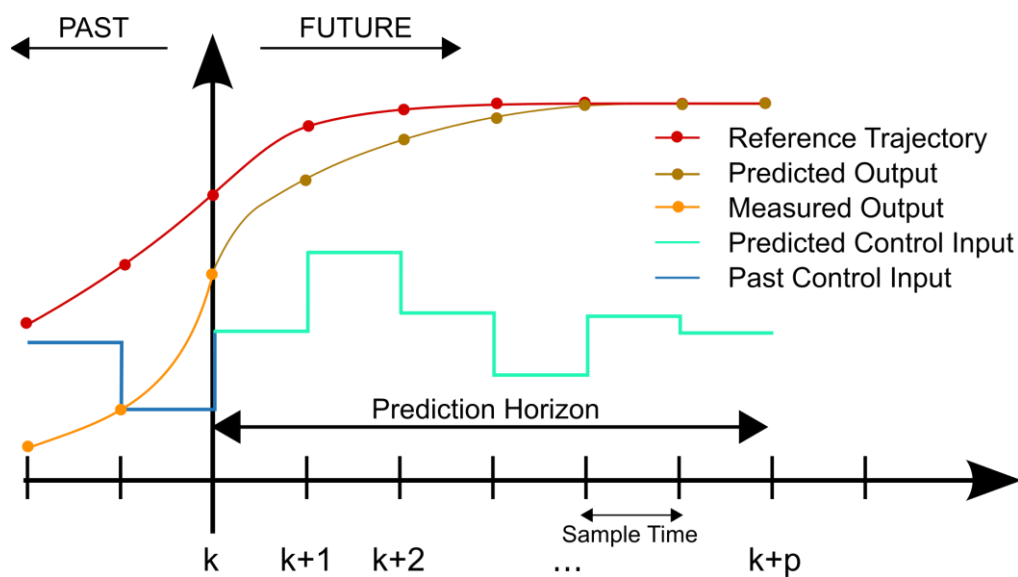 PAST
FUTURE
Reference Trajectory
Predicted Output
Measured Output
Predicted Control Input
Past Control Input
Prediction Horizon
Sample Time
k
k+1
k+2
...
k+p